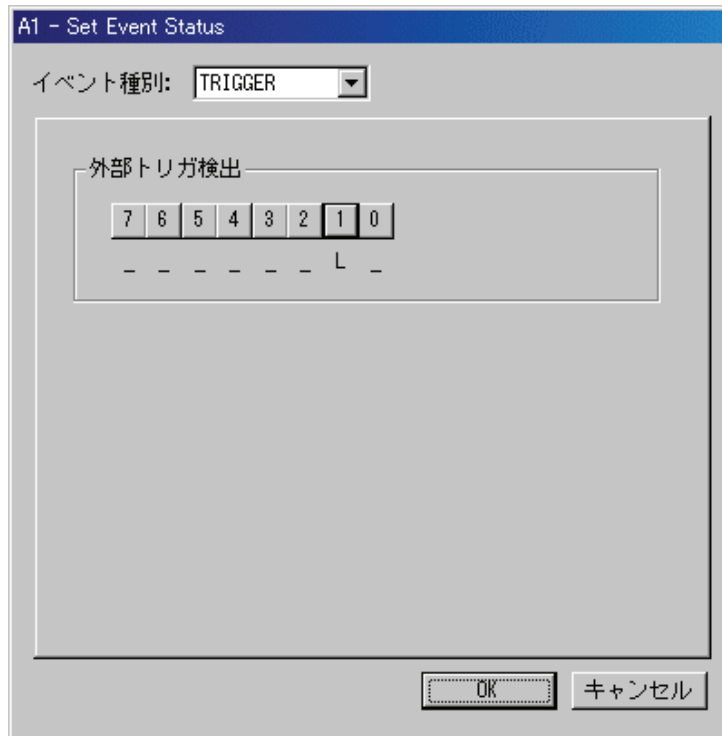 A1 - Set Event Status
イベント種別: TRIGGER
外部トリガ検出
7 6 5 4 3 2 1 0
_ _ _ _ _ _ L _
OK キャンセル